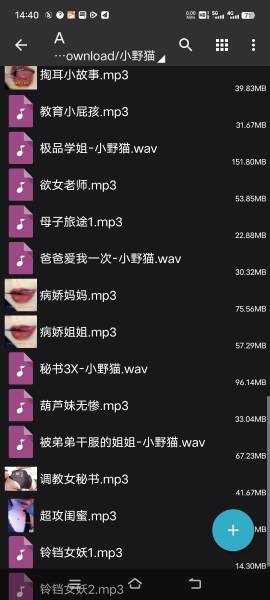 14:40
A
···ownload/小野猫
掏耳小故事.mp3
39.83MB
教育小屁孩.mp3
31.67MB
极品学姐-小野猫.wav
151.80MB
欲女老师.mp3
53.85MB
母子旅途1.mp3
22.88MB
爸爸爱我一次-小野猫.wav
30.32MB
病娇妈妈.mp3
75.56MB
病娇姐姐.mp3
57.29MB
秘书3X-小野猫.wav
96.14MB
葫芦妹无惨.mp3
33.04MB
被弟弟干服的姐姐-小野猫.wav
67.23MB
调教女秘书.mp3
41.67MB
超攻闺蜜.mp3
铃铛女妖1.mp3
14.30MB
铃铛女妖2.mp3